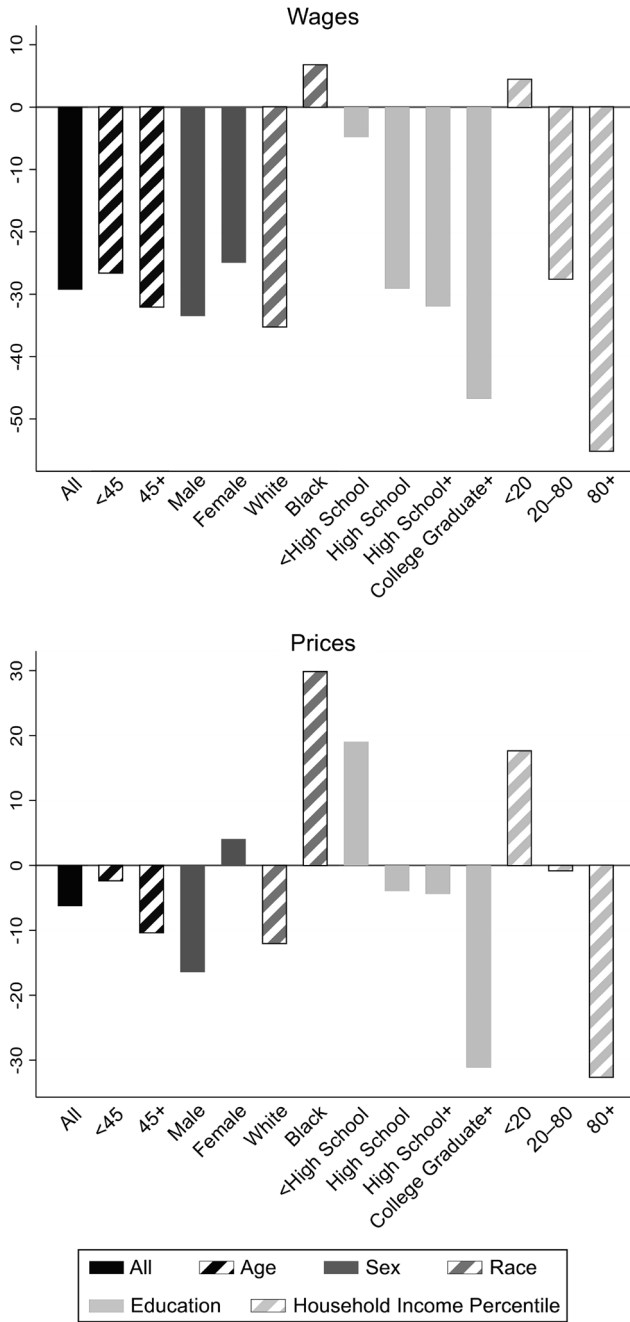 Wages
10
0
-10
-20
-30
-40
-50
All
<45
45+
Male
Female
White
Black
<High School
High School
High School+
College Graduate+
<20
20–80
80+
Prices
30
20
10
0
-10
-20
-30
All
<45
45+
Male
Female
White
Black
<High School
High School
High School+
College Graduate+
<20
20–80
80+
All Age Sex Race
Education Household Income Percentile